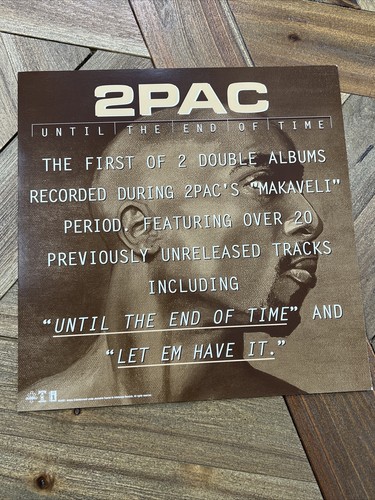 2PAC
UNTIL THE END OF TIME
THE FIRST OF 2 DOUBLE ALBUMS
RECORDED DURING 2PAC'S "MAKAVELI"
PERIOD. FEATURING OVER 20
PREVIOUSLY UNRELEASED TRACKS
INCLUDING
“UNTIL THE END OF TIME” AND
“LET EM HAVE IT.”